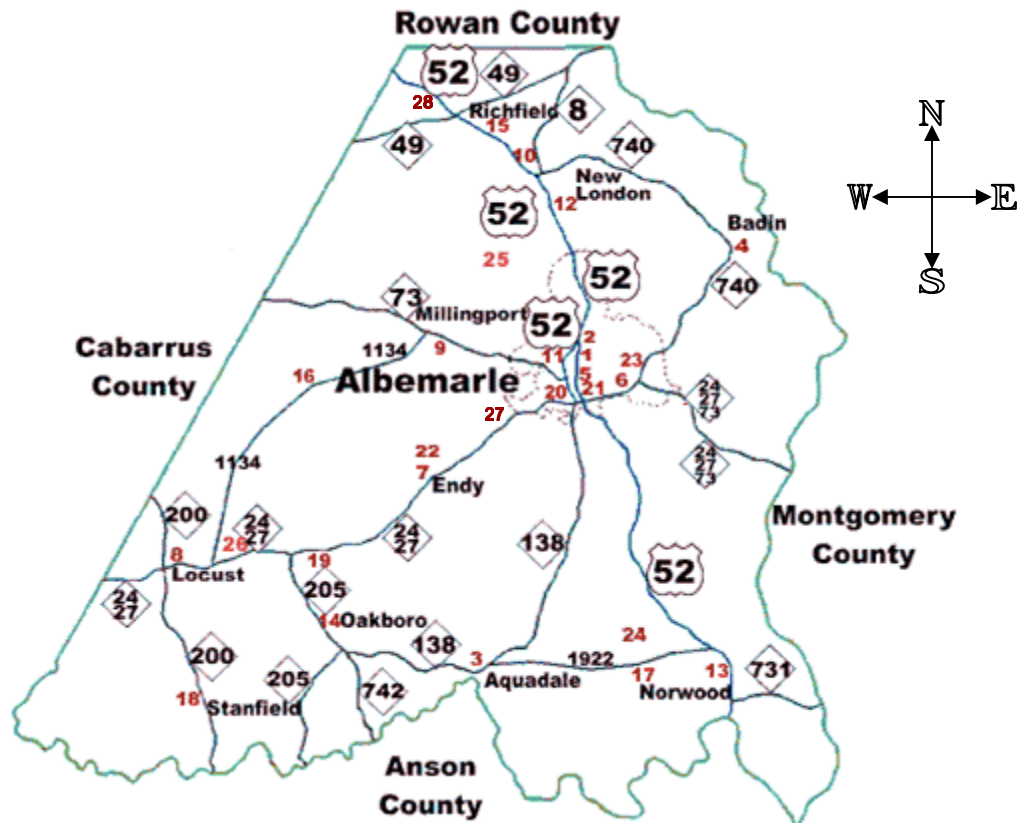 Rowan County
52
49
28
Richfield
8
15
49
10
740
New
London
12
52
Badin
4
25
52
740
73
Millingport
52
2
9
11
1
1134
Cabarrus
County
16
Albemarle
5
23
6
20
21
24
27
73
27
22
7
Endy
24
27
73
1134
200
24
27
26
24
27
138
Montgomery
County
8
Locust
19
52
24
27
205
14
Oakboro
200
138
3
24
1922
17
13
731
205
742
Aquadale
Norwood
18
Stanfield
Anson
County
N
W
E
S